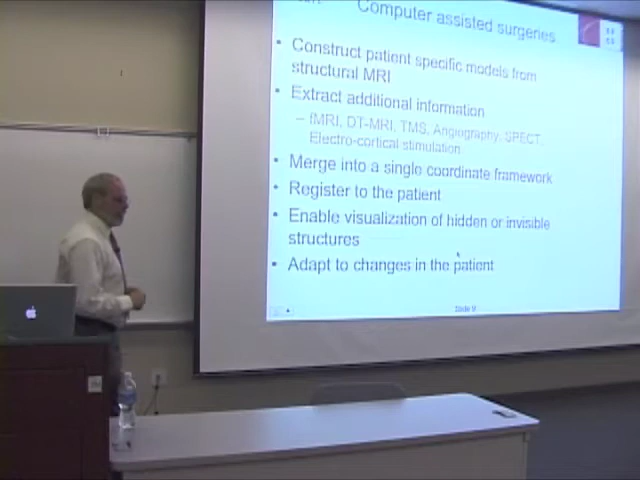 Computer assisted surgeries
• Construct patient specific models from
structural MRI
• Extract additional information
– fMRI, DT-MRI, TMS, Angiography, SPECT,
Electro-cortical stimulation
• Merge into a single coordinate framework
• Register to the patient
• Enable visualization of hidden or invisible
structures
• Adapt to changes in the patient
Slide 9